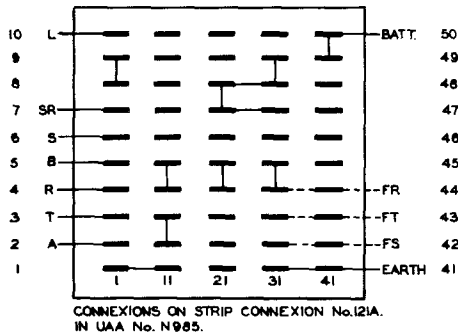 10 L BATT. 50
9 49
8 48
7 SR 47
6 S 46
5 B 45
4 R FR 44
3 T FT 43
2 A FS 42
1 EARTH 41
1 11 21 31 41
CONNEXIONS ON STRIP CONNEXION No.121A.
IN UAA No. N985.